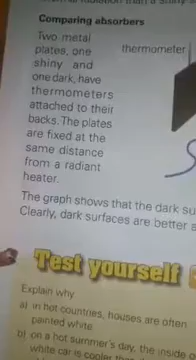 radiation than a shiny
Comparing absorbers
Two metal
plates, one
shiny and
one dark, have
thermometers
attached to their
backs. The plates
are fixed at the
same distance
from a radiant
heater.
thermometer
The graph shows that the dark su
Clearly, dark surfaces are better a
Test yourself
Explain why
a) in hot countries, houses are often
painted white
b) on a hot summer's day, the inside
white car is cooler